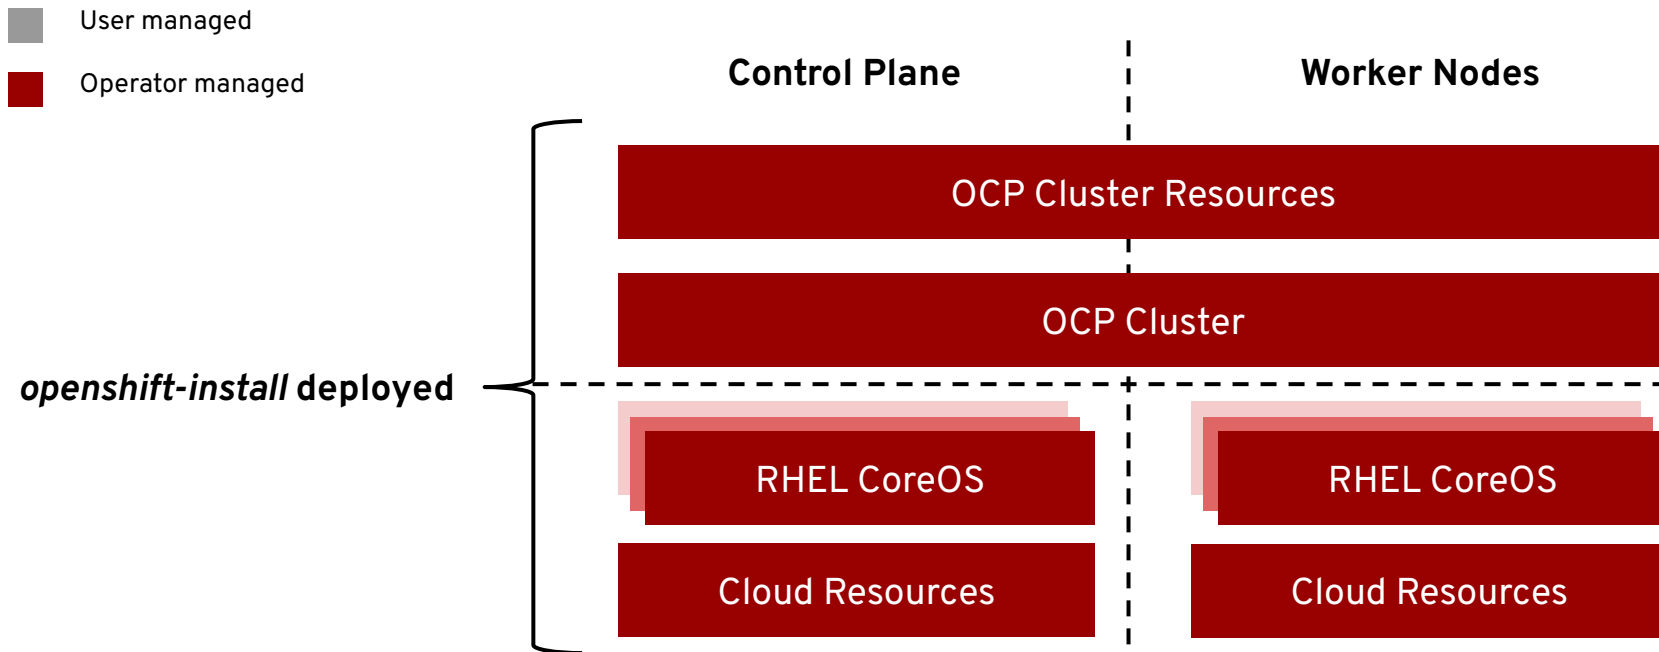 User managed
Operator managed
Control Plane
Worker Nodes
OCP Cluster Resources
OCP Cluster
openshift-install deployed
RHEL CoreOS
RHEL CoreOS
Cloud Resources
Cloud Resources